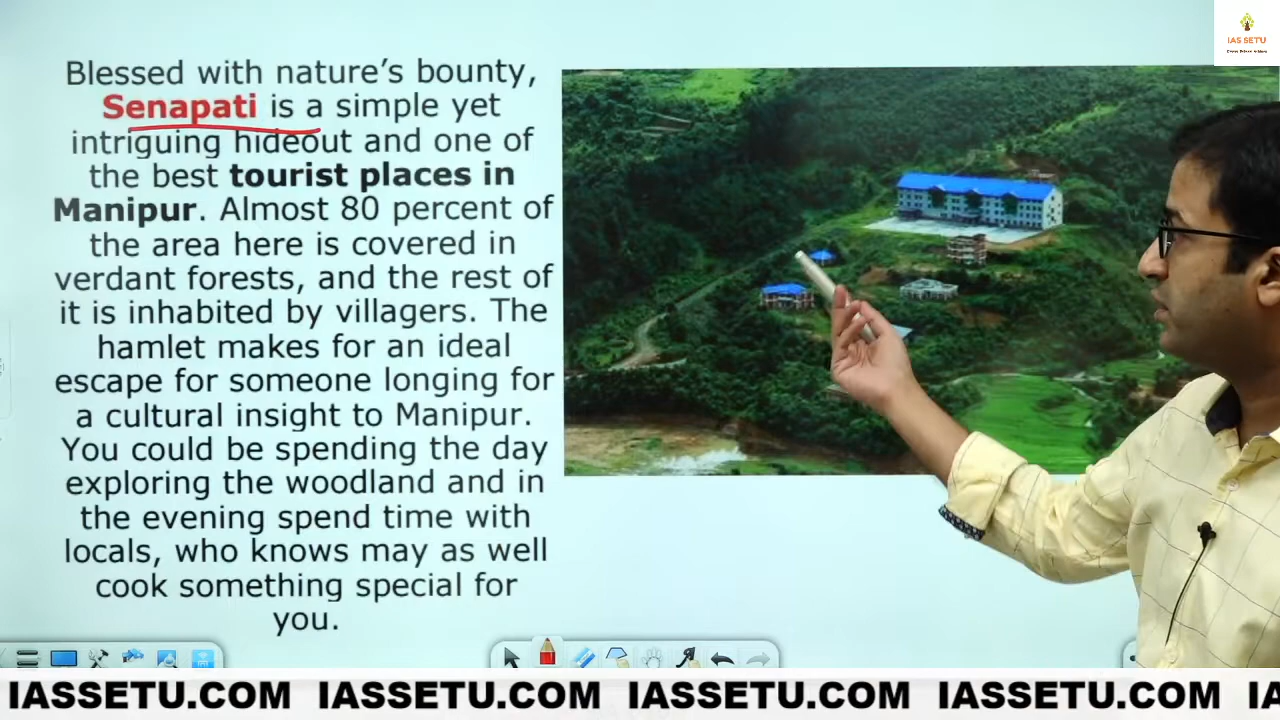 IAS SETU
Blessed with nature's bounty,
Senapati is a simple yet
intriguing hideout and one of
the best tourist places in
Manipur. Almost 80 percent of
the area here is covered in
verdant forests, and the rest of
it is inhabited by villagers. The
hamlet makes for an ideal
escape for someone longing for
a cultural insight to Manipur.
You could be spending the day
exploring the woodland and in
the evening spend time with
locals, who knows may as well
cook something special for
you.
IASSETU.COM IASSETU.COM IASSETU.COM IASSETU.COM IA